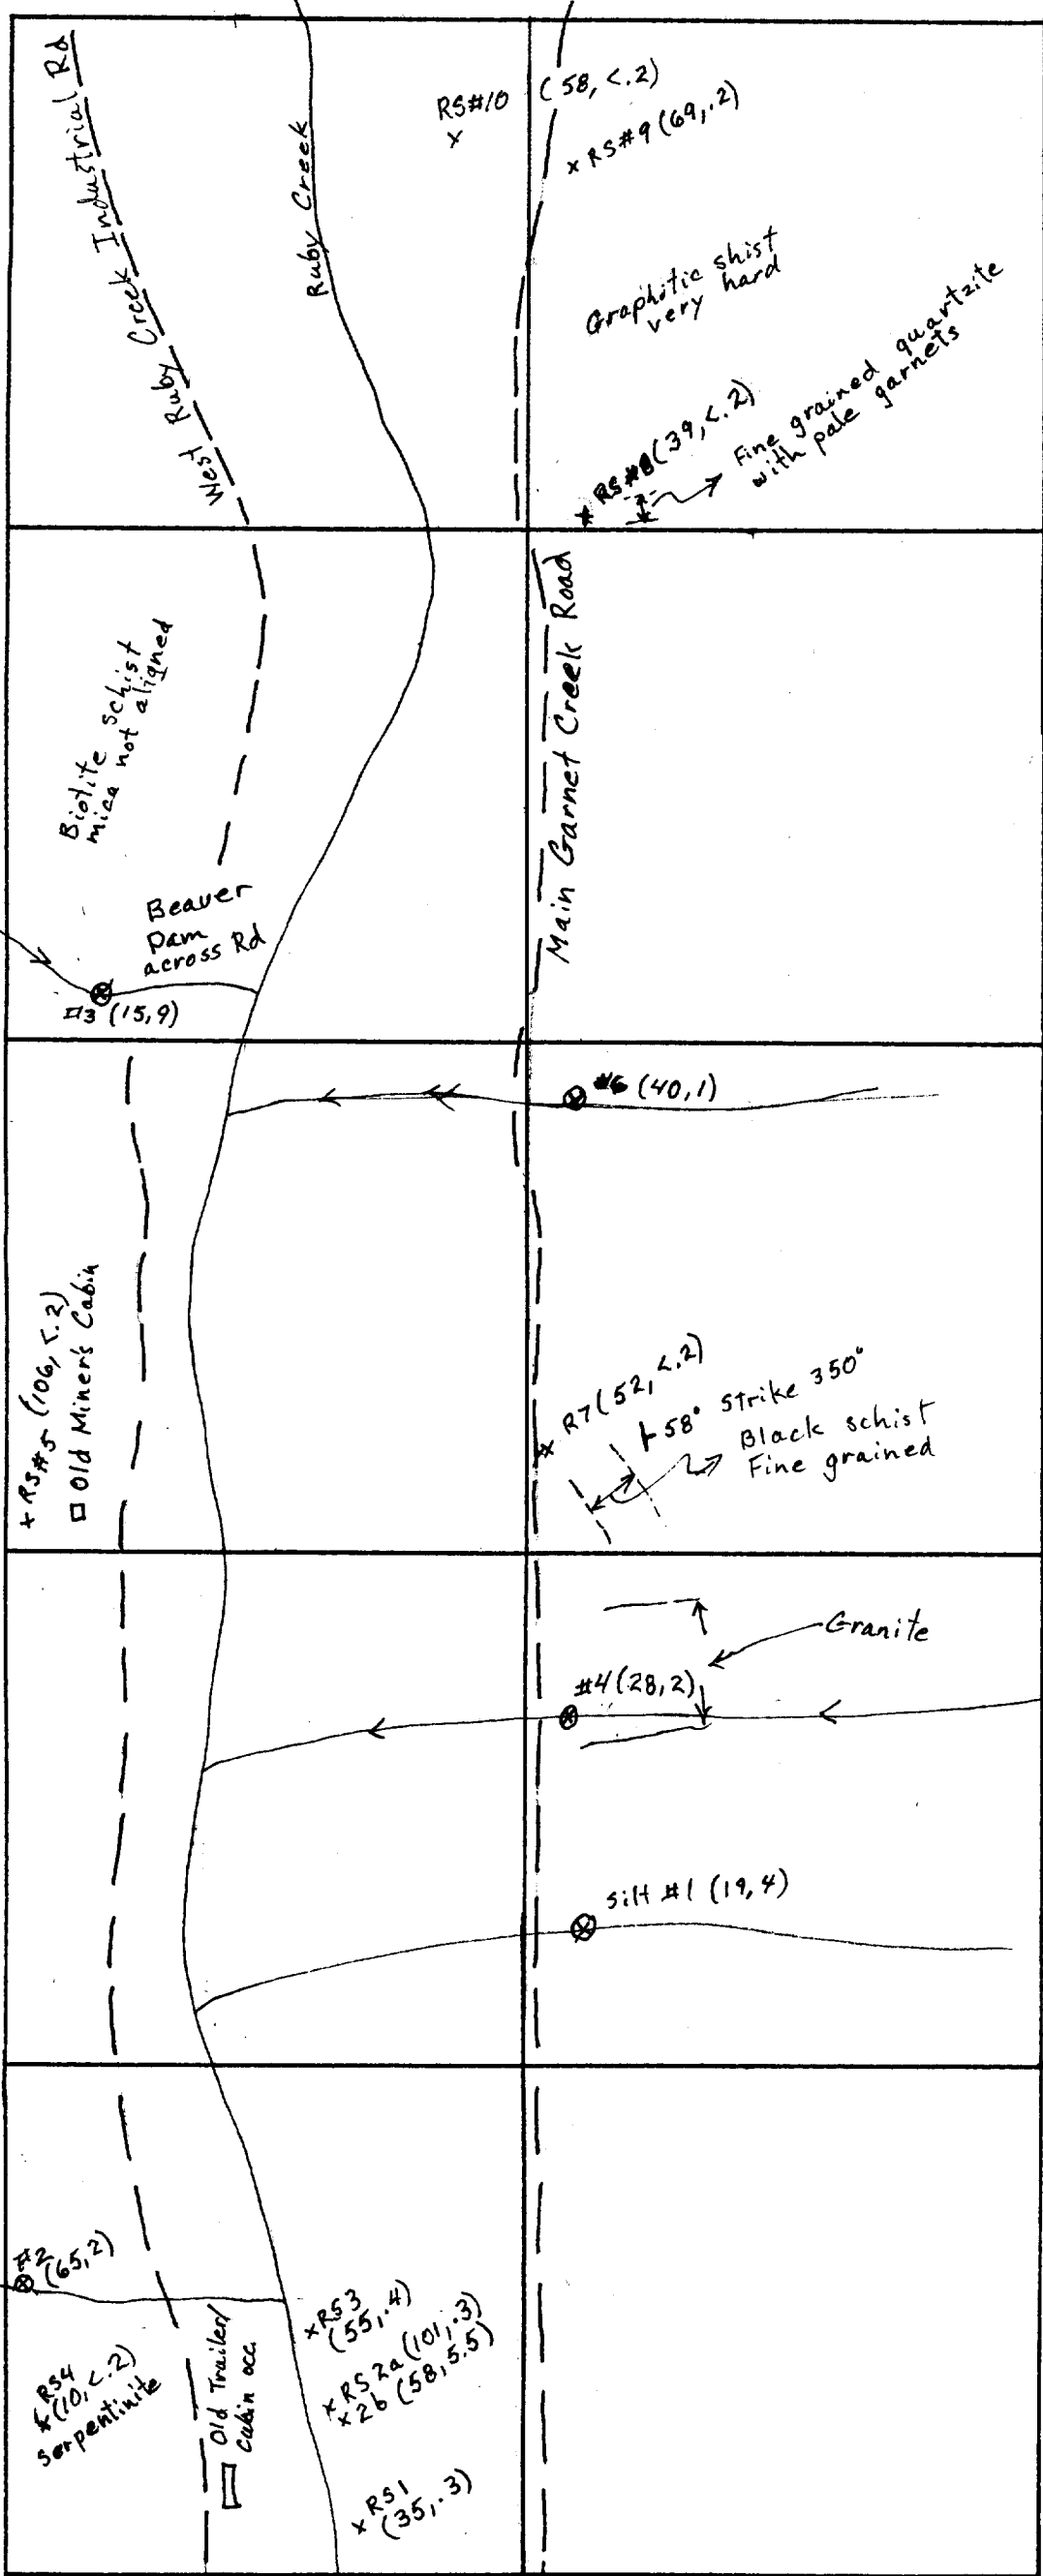 West Ruby Creek Industrial Rd
Ruby Creek
RS#10
(58, <.2)
RS#9 (69, .2)
Graphitic shist
very hard
RS#8 (39, <.2)
Fine grained quartzite
with pale garnets
Main Garnet Creek Road
Biotite schist
mica not aligned
Beaver
Dam
across Rd
#3 (15,9)
#6 (40,1)
RS#5 (106, <.2)
Old Miner's Cabin
R7 (52, <.2)
58° Strike 350°
Black schist
Fine grained
Granite
#4 (28,2)
Silt #1 (19,4)
#2
(65,2)
RS3
(55, .4)
RS2a (101, .3)
2b (58, 5.5)
RS4
(10, <.2)
serpentinite
Old Trailer/
Cabin occ.
RS1
(35, .3)